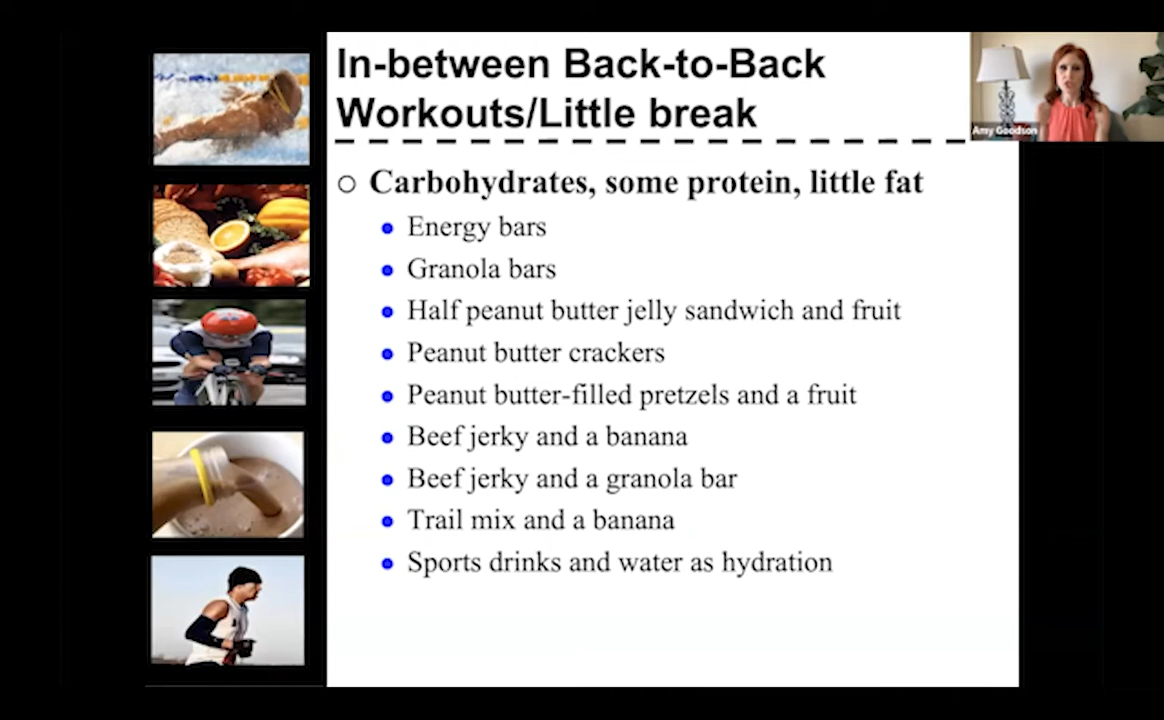 In-between Back-to-Back
Workouts/Little break
Amy Goodson
Carbohydrates, some protein, little fat
Energy bars
Granola bars
Half peanut butter jelly sandwich and fruit
Peanut butter crackers
Peanut butter-filled pretzels and a fruit
Beef jerky and a banana
Beef jerky and a granola bar
Trail mix and a banana
Sports drinks and water as hydration